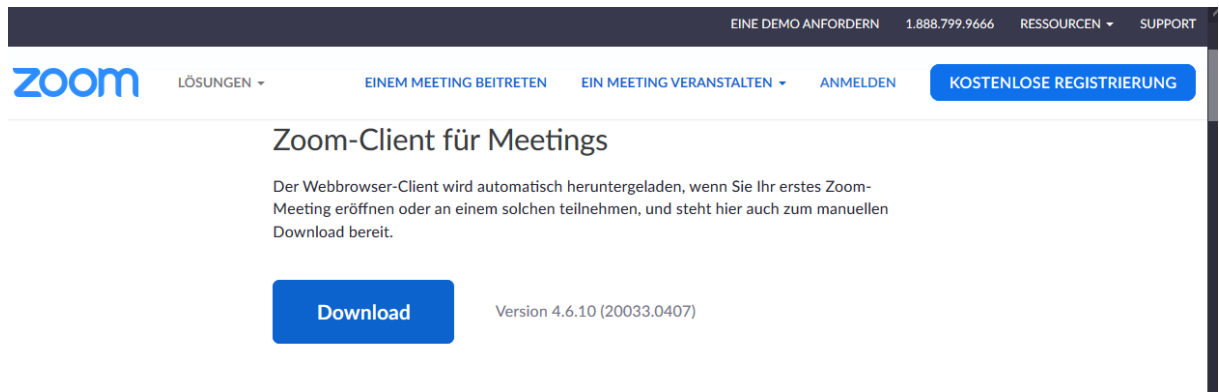 EINE DEMO ANFORDERN 1.888.799.9666 RESSOURCEN SUPPORT
zoom LÖSUNGEN EINEM MEETING BEITRETEN EIN MEETING VERANSTALTEN ANMELDEN KOSTENLOSE REGISTRIERUNG
Zoom-Client für Meetings
Der Webbrowser-Client wird automatisch heruntergeladen, wenn Sie Ihr erstes Zoom-
Meeting eröffnen oder an einem solchen teilnehmen, und steht hier auch zum manuellen
Download bereit.
Download Version 4.6.10 (20033.0407)